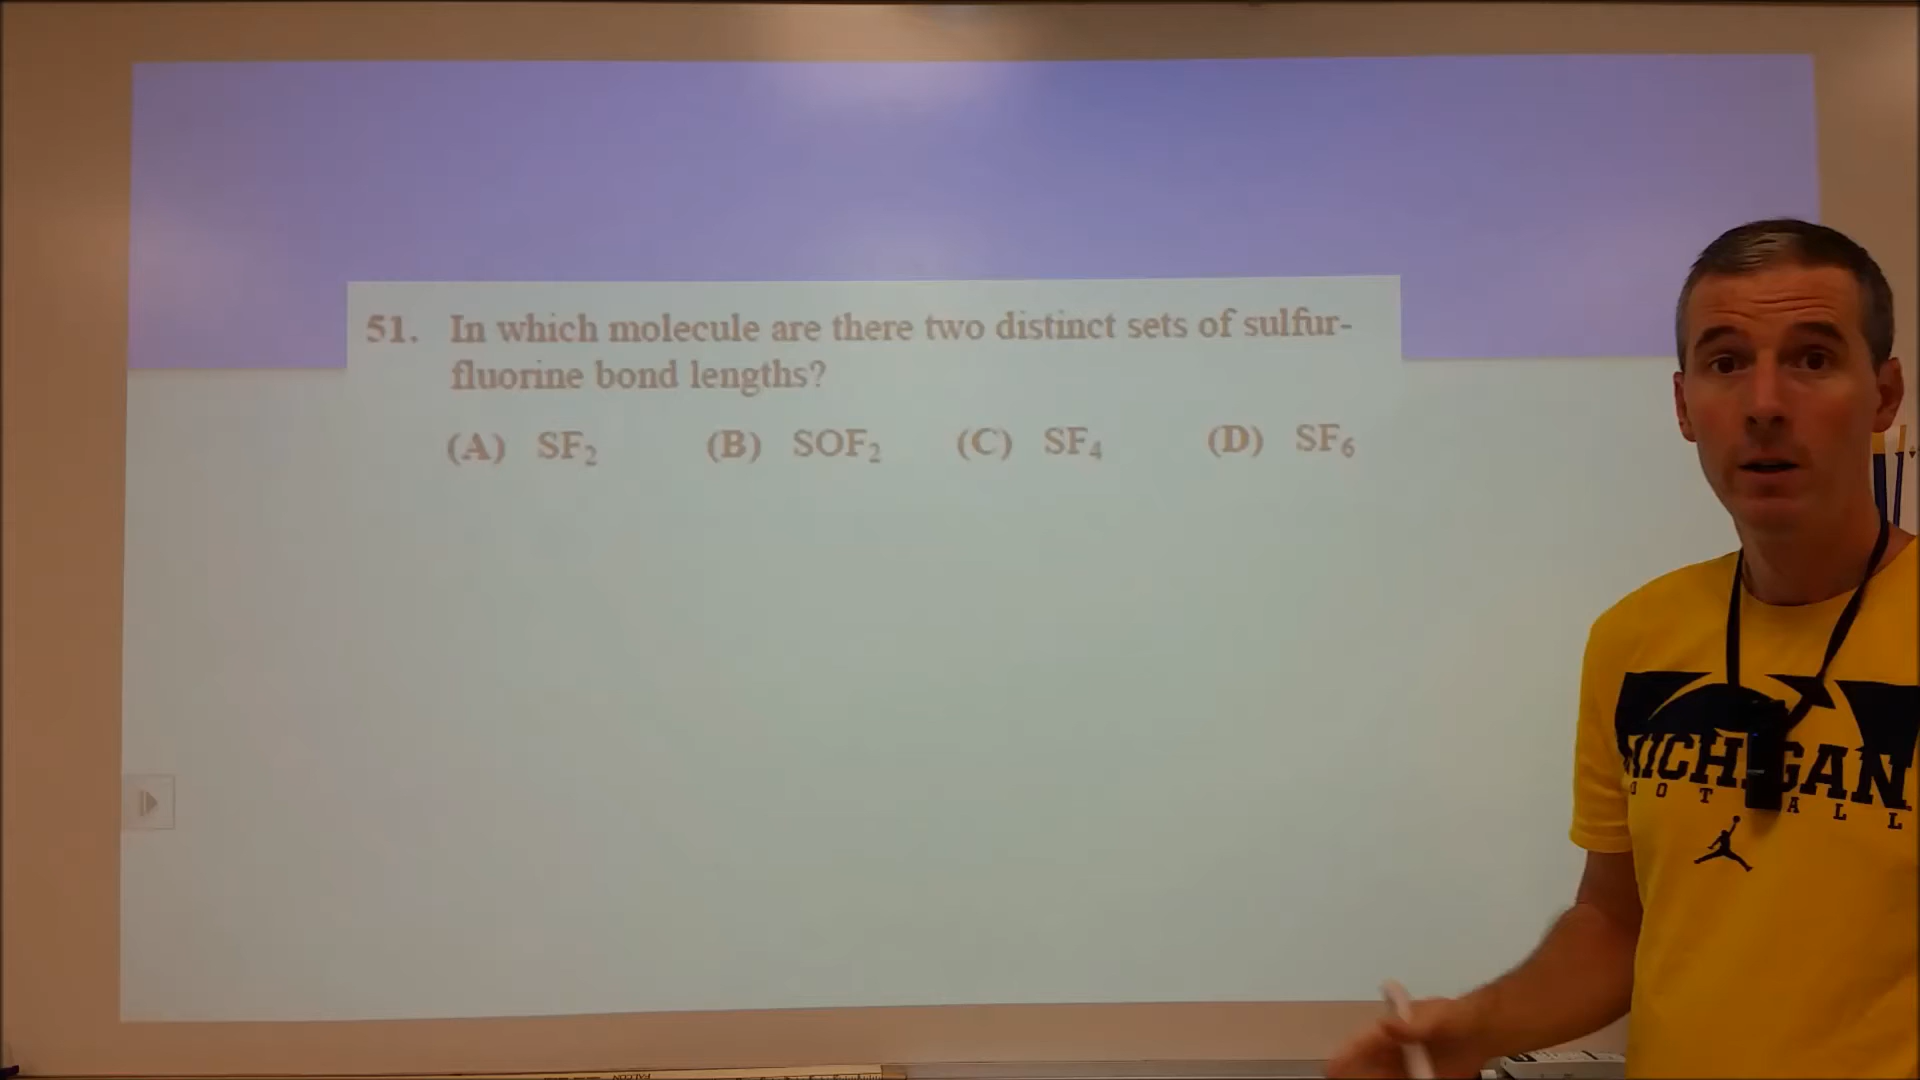 51. In which molecule are there two distinct sets of sulfur-
fluorine bond lengths?
(A) SF₂ (B) SOF₂ (C) SF₄ (D) SF₆
MICHIGAN